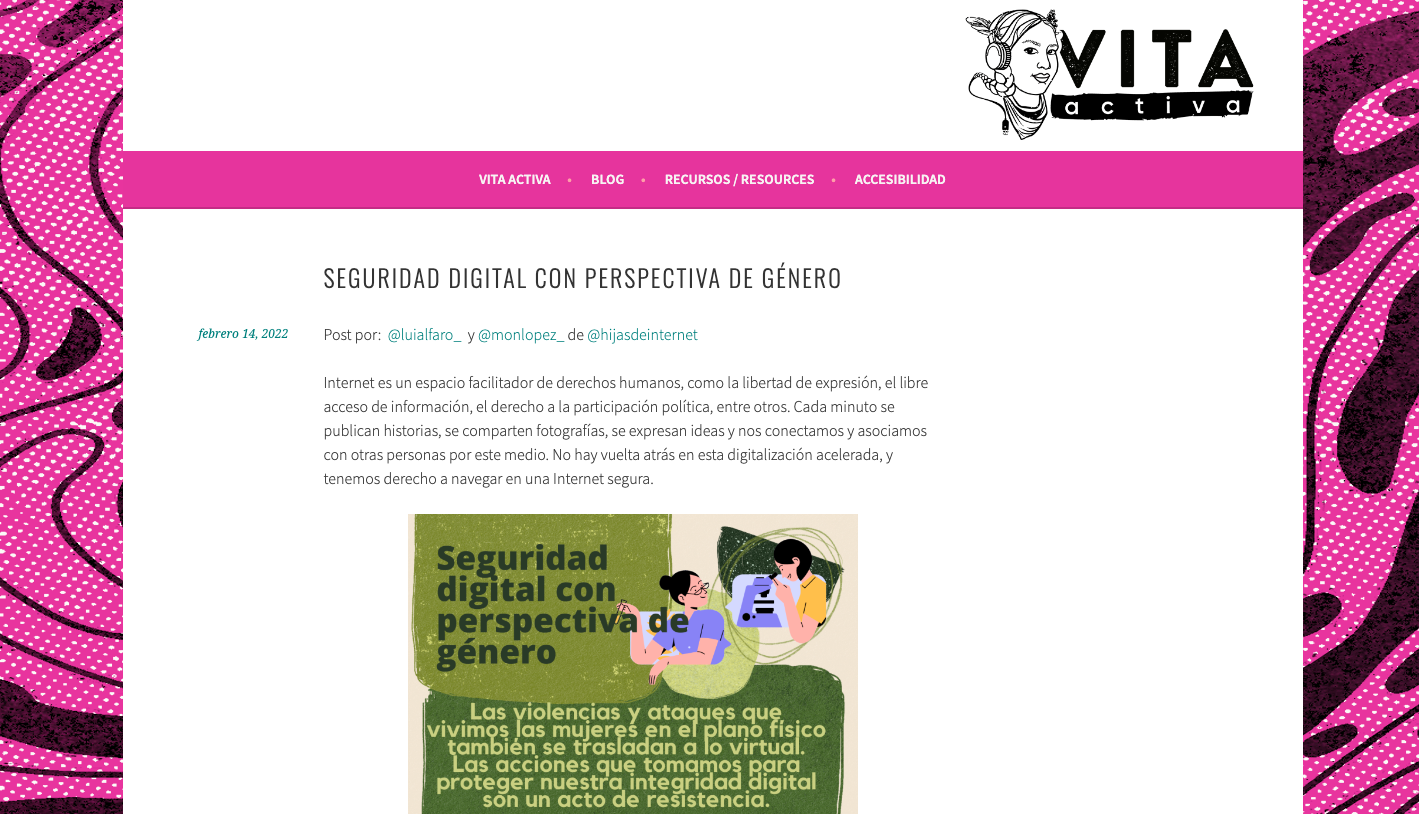 VITA
activa
VITA ACTIVA • BLOG • RECURSOS / RESOURCES • ACCESIBILIDAD
SEGURIDAD DIGITAL CON PERSPECTIVA DE GÉNERO
febrero 14, 2022
Post por: @luialfaro_ y @monlopez_ de @hijasdeinternet
Internet es un espacio facilitador de derechos humanos, como la libertad de expresión, el libre
acceso de información, el derecho a la participación política, entre otros. Cada minuto se
publican historias, se comparten fotografías, se expresan ideas y nos conectamos y asociamos
con otras personas por este medio. No hay vuelta atrás en esta digitalización acelerada, y
tenemos derecho a navegar en una Internet segura.
Seguridad
digital con
perspectiva de
género
Las violencias y ataques que
vivimos las mujeres en el plano físico
también se trasladan a lo virtual.
Las acciones que tomamos para
proteger nuestra integridad digital
son un acto de resistencia.